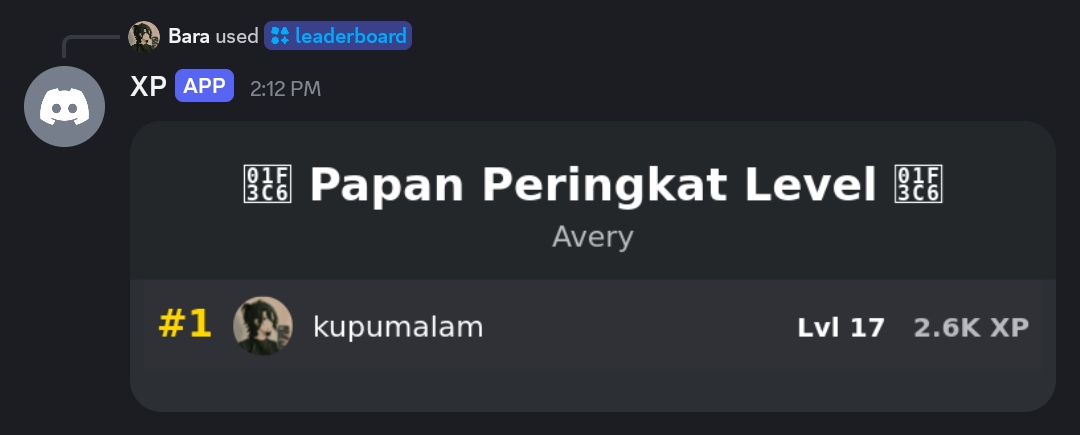 Bara used leaderboard
XP APP 2:12 PM
01F3C6 Papan Peringkat Level 01F3C6
Avery
#1 kupumalam Lvl 17 2.6K XP